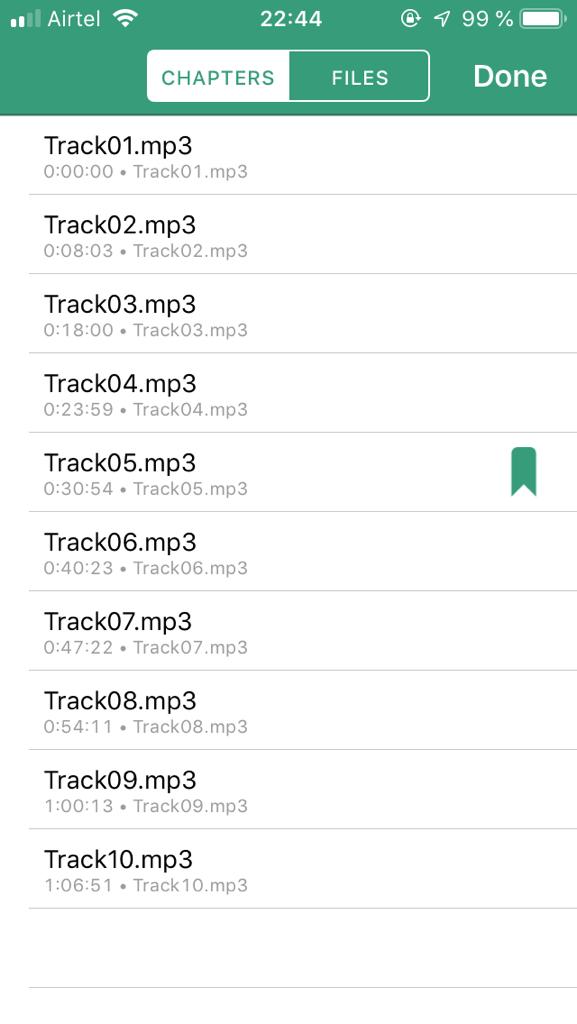 Airtel 22:44 99 %
CHAPTERS FILES Done
Track01.mp3
0:00:00 • Track01.mp3
Track02.mp3
0:08:03 • Track02.mp3
Track03.mp3
0:18:00 • Track03.mp3
Track04.mp3
0:23:59 • Track04.mp3
Track05.mp3
0:30:54 • Track05.mp3
Track06.mp3
0:40:23 • Track06.mp3
Track07.mp3
0:47:22 • Track07.mp3
Track08.mp3
0:54:11 • Track08.mp3
Track09.mp3
1:00:13 • Track09.mp3
Track10.mp3
1:06:51 • Track10.mp3